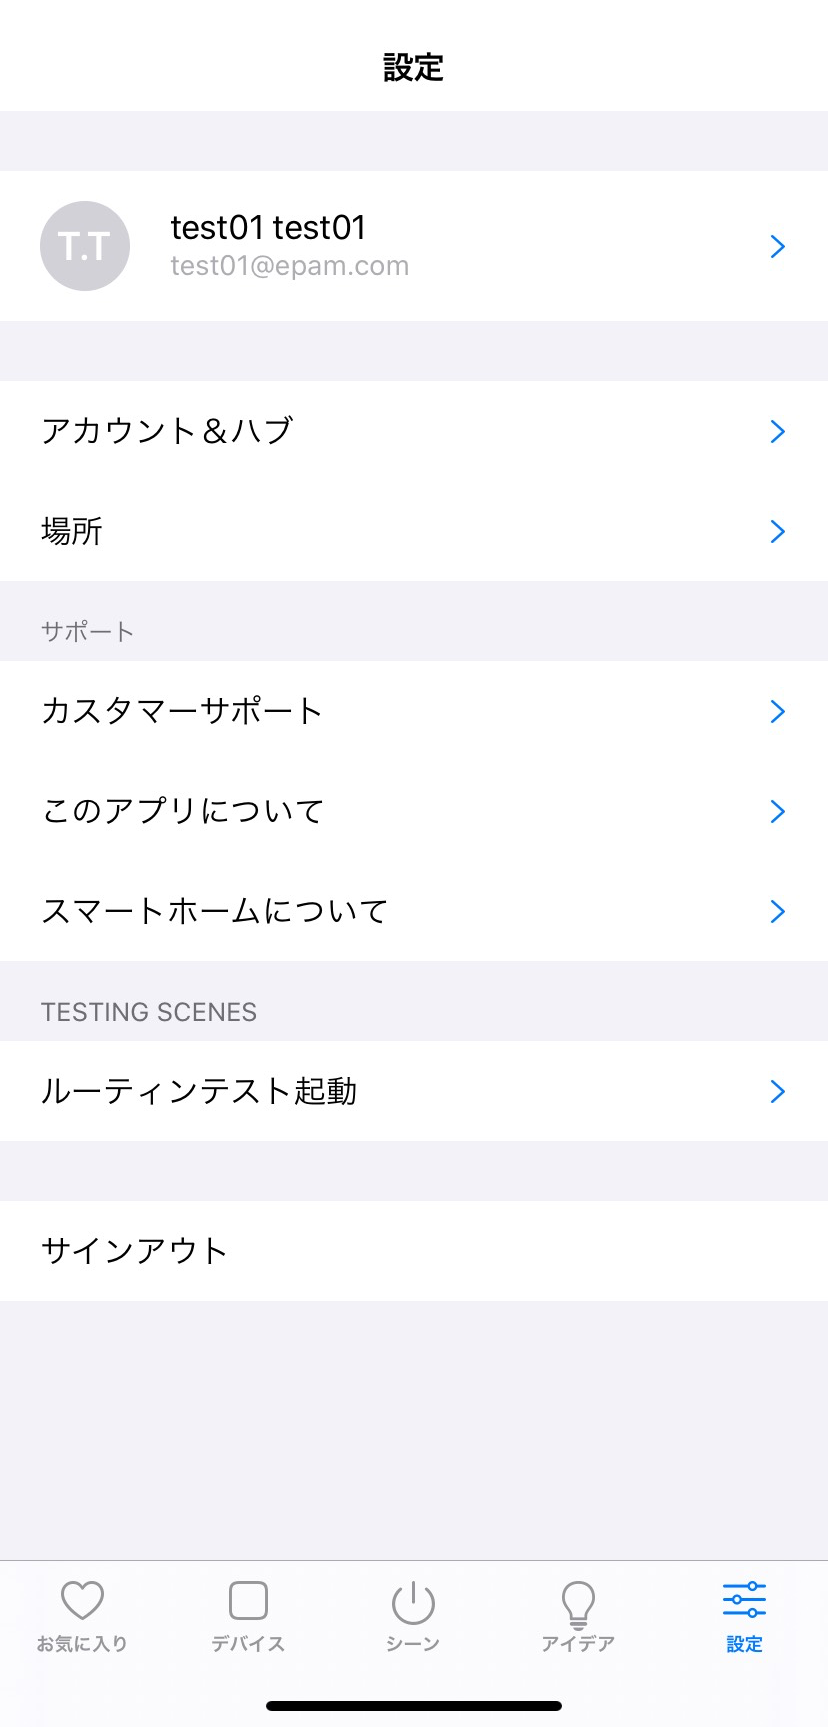 設定
T.T
test01 test01
test01@epam.com
アカウント＆ハブ
場所
サポート
カスタマーサポート
このアプリについて
スマートホームについて
TESTING SCENES
ルーティンテスト起動
サインアウト
お気に入り
デバイス
シーン
アイデア
設定